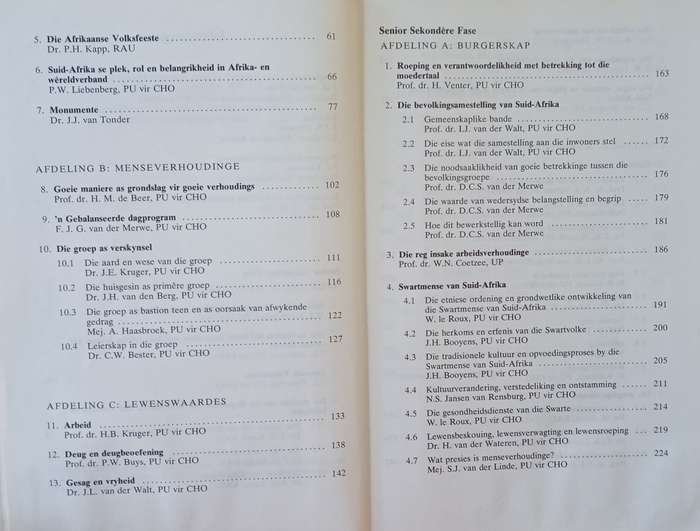 5. Die Afrikaanse Volksfeeste ........ 61
Dr. P.H. Kapp, RAU
6. Suid-Afrika se plek, rol en belangrikheid in Afrika- en
wêreldverband ........ 66
P.W. Liebenberg, PU vir CHO
7. Monumente ........ 77
Dr. J.J. van Tonder
AFDELING B: MENSEVERHOUDINGE
8. Goeie maniere as grondslag vir goeie verhoudings ........ 102
Prof. dr. H. M. de Beer, PU vir CHO
9. 'n Gebalanseerde dagprogram ........ 108
F. J. G. van der Merwe, PU vir CHO
10. Die groep as verskynsel
10.1 Die aard en wese van die groep ........ 111
Dr. J.E. Kruger, PU vir CHO
10.2 Die huisgesin as primêre groep ........ 116
Dr. J.H. van den Berg, PU vir CHO
10.3 Die groep as bastion teen en as oorsaak van afwykende
gedrag ........ 122
Mej. A. Haasbroek, PU vir CHO
10.4 Leierskap in die groep ........ 127
Dr. C.W. Bester, PU vir CHO
AFDELING C: LEWENSWAARDES
11. Arbeid ........ 133
Prof. dr. H.B. Kruger, PU vir CHO
12. Deug en deugbeoefening ........ 138
Prof. dr. P.W. Buys, PU vir CHO
13. Gesag en vryheid ........ 142
Dr. J.L. van der Walt, PU vir CHO
Senior Sekondêre Fase
AFDELING A: BURGERSKAP
1. Roeping en verantwoordelikheid met betrekking tot die
moedertaal ........ 163
Prof. dr. H. Venter, PU vir CHO
2. Die bevolkingsamestelling van Suid-Afrika
2.1 Gemeenskaplike bande ........ 168
Prof. dr. I.J. van der Walt, PU vir CHO
2.2 Die eise wat die samestelling aan die inwoners stel ...... 172
Prof. dr. I.J. van der Walt, PU vir CHO
2.3 Die noodsaaklikheid van goeie betrekkinge tussen die
bevolkingsgroepe ........ 176
Prof. dr. D.C.S. van der Merwe
2.4 Die waarde van wedersydse belangstelling en begrip ..... 179
Prof. dr. D.C.S. van der Merwe
2.5 Hoe dit bewerkstellig kan word ........ 181
Prof. dr. D.C.S. van der Merwe
3. Die reg insake arbeidsverhoudinge ........ 186
Prof. dr. W.N. Coetzee, UP
4. Swartmense van Suid-Afrika
4.1 Die etniese ordening en grondwetlike ontwikkeling van
die Swartmense van Suid-Afrika ........ 191
W. le Roux, PU vir CHO
4.2 Die herkoms en erfenis van die Swartvolke ........ 200
J.H. Booyens, PU vir CHO
4.3 Die tradisionele kultuur en opvoedingsproses by die
Swartmense van Suid-Afrika ........ 205
J.H. Booyens, PU vir CHO
4.4 Kultuurverandering, verstedeliking en ontstamming ...... 211
N.S. Jansen van Rensburg, PU vir CHO
4.5 Die gesondheidsdienste van die Swarte ........ 214
W. le Roux, PU vir CHO
4.6 Lewensbeskouing, lewensverwagting en lewensroeping ... 219
Dr. H. van der Wateren, PU vir CHO
4.7 Wat presies is menseverhoudinge? ........ 224
Mej. S.J. van der Linde, PU vir CHO